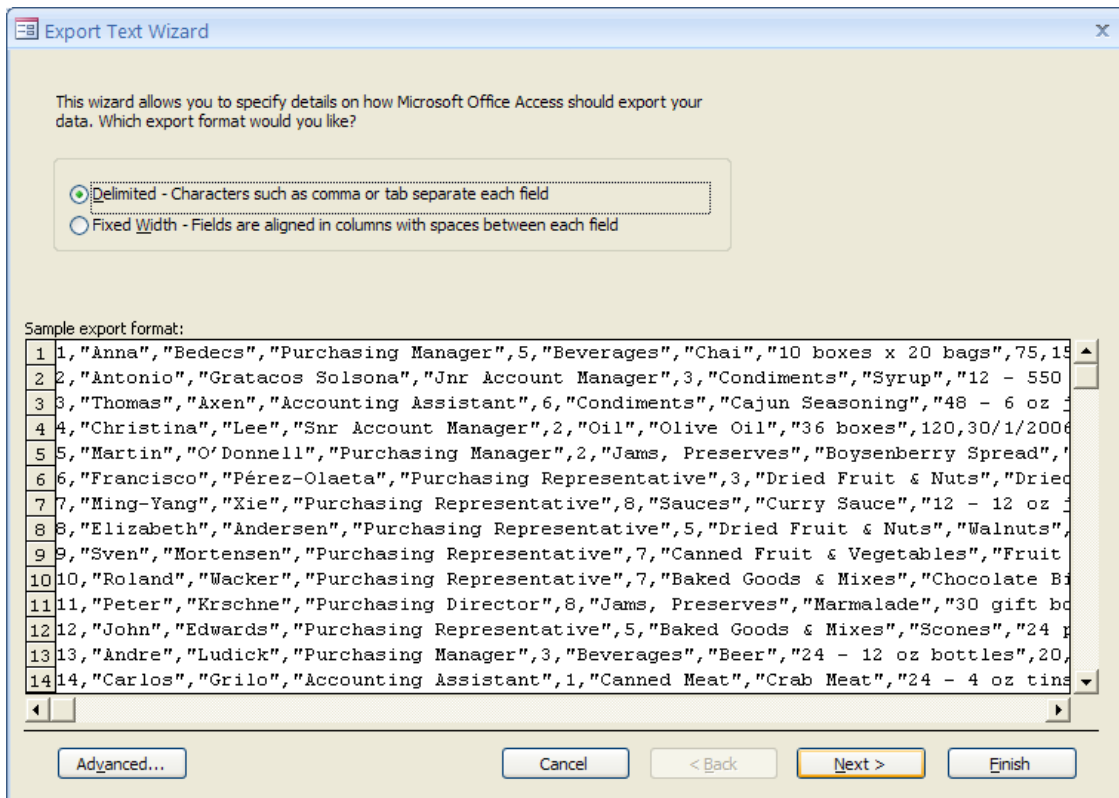 Export Text Wizard
x
This wizard allows you to specify details on how Microsoft Office Access should export your
data. Which export format would you like?
Delimited - Characters such as comma or tab separate each field
Fixed Width - Fields are aligned in columns with spaces between each field
Sample export format:
1 1,"Anna","Bedecs","Purchasing Manager",5,"Beverages","Chai","10 boxes x 20 bags",75,15
2 2,"Antonio","Gratacos Solsona","Jnr Account Manager",3,"Condiments","Syrup","12 - 550
3 3,"Thomas","Axen","Accounting Assistant",6,"Condiments","Cajun Seasoning","48 - 6 oz j
4 4,"Christina","Lee","Snr Account Manager",2,"Oil","Olive Oil","36 boxes",120,30/1/2006
5 5,"Martin","O'Donnell","Purchasing Manager",2,"Jams, Preserves","Boysenberry Spread","
6 6,"Francisco","Pérez-Olaeta","Purchasing Representative",3,"Dried Fruit & Nuts","Dried
7 7,"Ming-Yang","Xie","Purchasing Representative",8,"Sauces","Curry Sauce","12 - 12 oz j
8 8,"Elizabeth","Andersen","Purchasing Representative",5,"Dried Fruit & Nuts","Walnuts",
9 9,"Sven","Mortensen","Purchasing Representative",7,"Canned Fruit & Vegetables","Fruit
10 10,"Roland","Wacker","Purchasing Representative",7,"Baked Goods & Mixes","Chocolate Bi
11 11,"Peter","Krschne","Purchasing Director",8,"Jams, Preserves","Marmalade","30 gift bo
12 12,"John","Edwards","Purchasing Representative",5,"Baked Goods & Mixes","Scones","24 p
13 13,"Andre","Ludick","Purchasing Manager",3,"Beverages","Beer","24 - 12 oz bottles",20,
14 14,"Carlos","Grilo","Accounting Assistant",1,"Canned Meat","Crab Meat","24 - 4 oz tins
Advanced... Cancel < Back Next > Finish